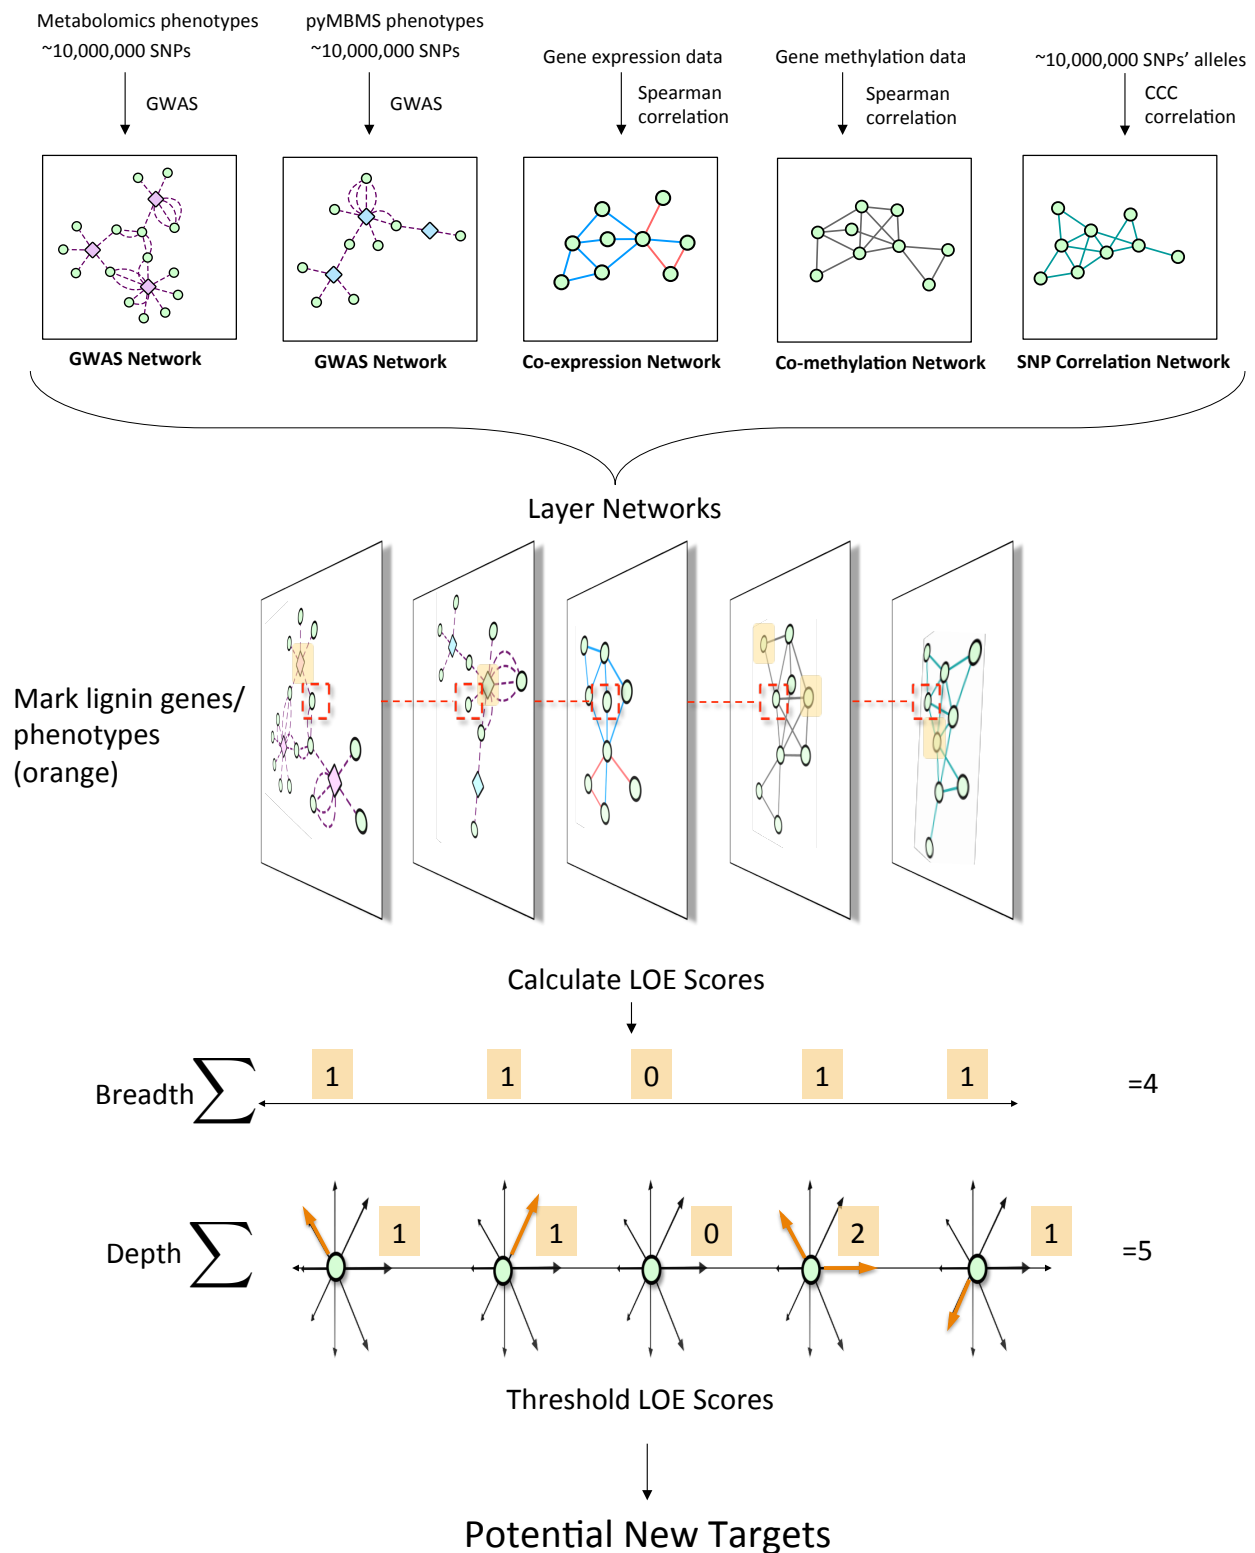 Metabolomics phenotypes
~10,000,000 SNPs
GWAS
pyMBMS phenotypes
~10,000,000 SNPs
GWAS
Gene expression data
Spearman
correlation
Gene methylation data
Spearman
correlation
~10,000,000 SNPs’ alleles
CCC
correlation
GWAS Network
GWAS Network
Co-expression Network
Co-methylation Network
SNP Correlation Network
Layer Networks
Mark lignin genes/
phenotypes
(orange)
Calculate LOE Scores
Breadth ∑ 1 1 0 1 1 =4
Depth ∑ 1 1 0 2 1 =5
Threshold LOE Scores
Potential New Targets